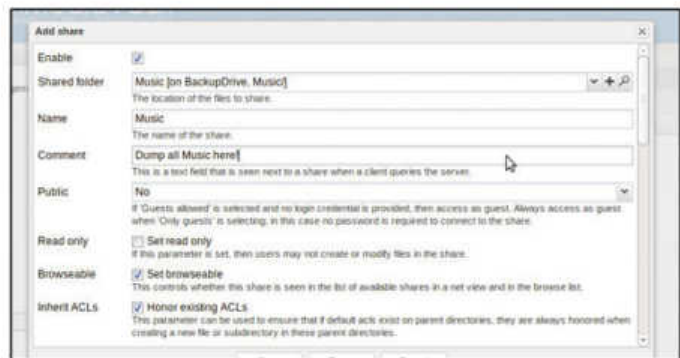 Add share
Enable
Shared folder Music [on BackupDrive, Music/]
The location of the files to share.
Name Music
The name of the share.
Comment Dump all Music here!
This is a text field that is seen next to a share when a client queries the server.
Public No
If 'Guests allowed' is selected and no login credential is provided, then access as guest. Always access as guest
when 'Only guests' is selecting, in this case no password is required to connect to the share.
Read only Set read only
If this parameter is set, then users may not create or modify files in the share.
Browseable Set browseable
This controls whether this share is seen in the list of available shares in a net view and in the browse list.
Inherit ACLs Honor existing ACLs
This parameter can be used to ensure that if default acls exist on parent directories, they are always honored when
creating a new file or subdirectory in these parent directories.